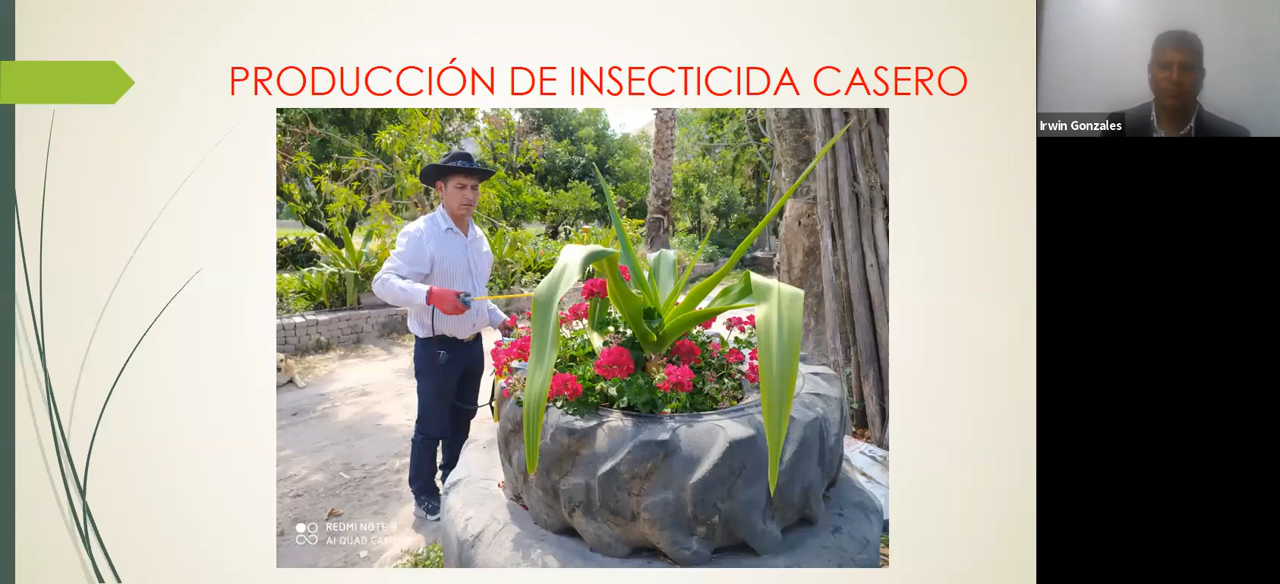 PRODUCCIÓN DE INSECTICIDA CASERO
Irwin Gonzales
REDMI NOTE 8
AI QUAD CAMERA